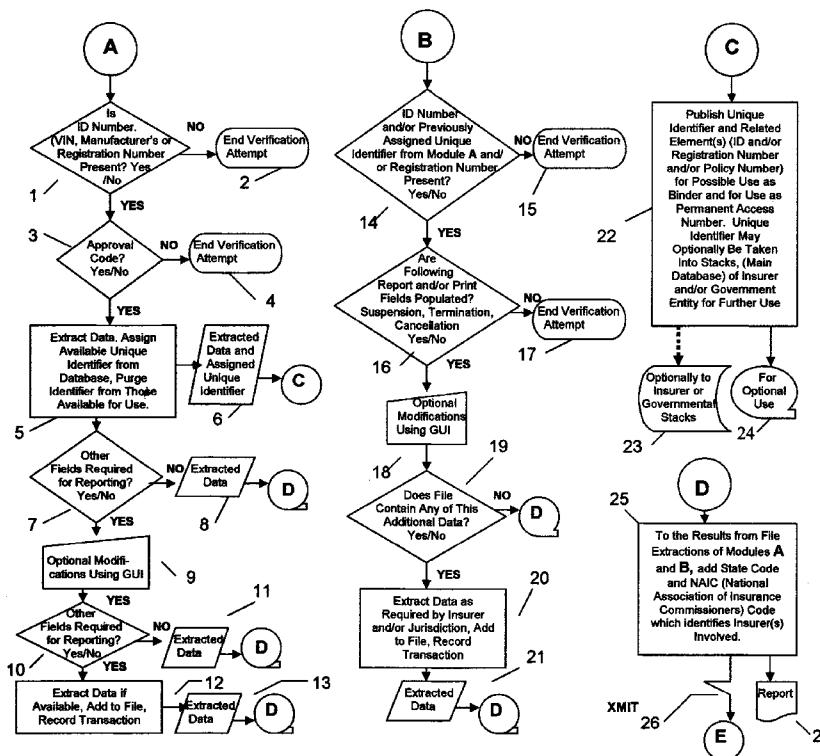 A
Is
ID Number.
(VIN, Manufacturer's or
Registration Number
Present? Yes
/No
NO
End Verification
Attempt
1
2
YES
3
Approval
Code?
Yes/No
NO
End Verification
Attempt
4
YES
Extract Data. Assign
Available Unique
Identifier from
Database, Purge
Identifier from Those
Available for Use.
5
Extracted
Data and
Assigned
Unique
Identifier
6
C
Other
Fields Required
for Reporting?
Yes/No
7
NO
Extracted
Data
8
D
YES
Optional Modifi-
cations Using GUI
9
YES
Other
Fields Required
for Reporting?
Yes/No
10
NO
11
Extracted
Data
D
YES
Extract Data if
Available, Add to File,
Record Transaction
12
Extracted
Data
13
D
B
ID Number
and/or Previously
Assigned Unique
Identifier from Module A and/
or Registration Number
Present?
Yes/No
14
NO
End Verification
Attempt
15
YES
Are
Following
Report and/or Print
Fields Populated?
Suspension, Termination,
Cancellation
Yes/No
16
NO
End Verification
Attempt
17
YES
Optional
Modifications
Using GUI
18
19
Does File
Contain Any of This
Additional Data?
Yes/No
NO
D
YES
20
Extract Data as
Required by Insurer
and/or Jurisdiction, Add
to File, Record
Transaction
21
Extracted
Data
D
C
Publish Unique
Identifier and Related
Element(s) (ID and/or
Registration Number
and/or Policy Number)
for Possible Use as
Binder and for Use as
Permanent Access
Number. Unique
Identifier May
Optionally Be Taken
Into Stacks, (Main
Database) of Insurer
and/or Government
Entity for Further Use
22
Optionally to
Insurer or
Governmental
Stacks
23
For
Optional
Use
24
D
25
To the Results from File
Extractions of Modules A
and B, add State Code
and NAIC (National
Association of Insurance
Commissioners) Code
which identifies Insurer(s)
Involved.
XMIT
26
E
Report